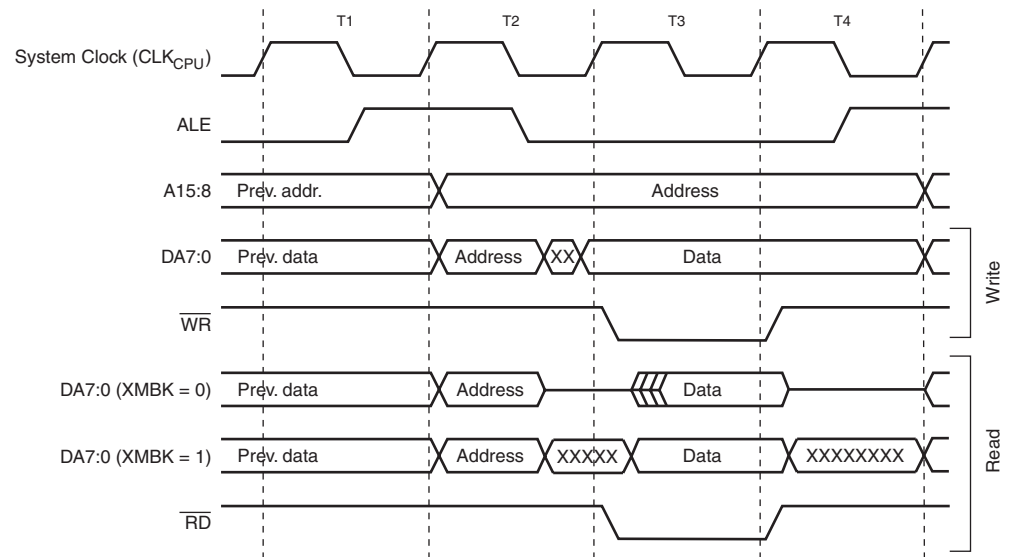 T1 T2 T3 T4
System Clock (CLKCPU)
ALE
A15:8 Prev. addr. Address
DA7:0 Prev. data Address XX Data
WR
Write
DA7:0 (XMBK = 0) Prev. data Address Data
DA7:0 (XMBK = 1) Prev. data Address XXXXX Data XXXXXXXX
RD
Read